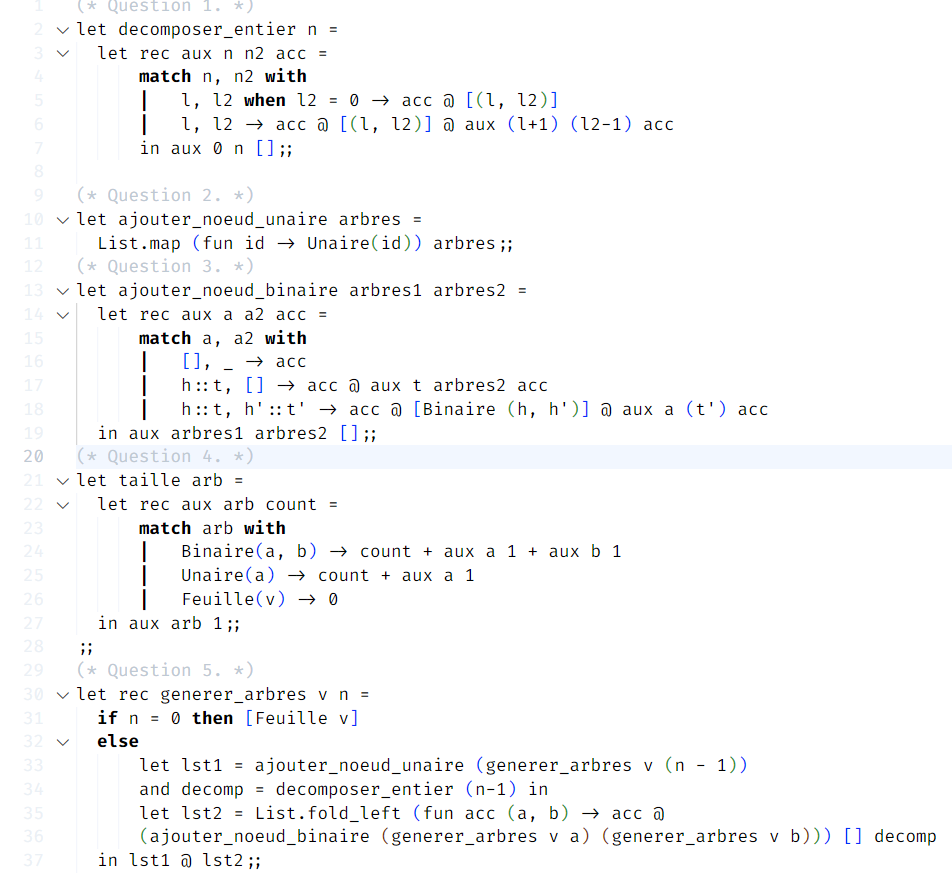 1 (* Question 1. *)
2 let decomposer_entier n =
3 let rec aux n n2 acc =
4 match n, n2 with
5 | l, l2 when l2 = 0 → acc @ [(l, l2)]
6 | l, l2 → acc @ [(l, l2)] @ aux (l+1) (l2-1) acc
7 in aux 0 n [];;
8
9 (* Question 2. *)
10 let ajouter_noeud_unaire arbres =
11 List.map (fun id → Unaire(id)) arbres;;
12 (* Question 3. *)
13 let ajouter_noeud_binaire arbres1 arbres2 =
14 let rec aux a a2 acc =
15 match a, a2 with
16 | [], _ → acc
17 | h::t, [] → acc @ aux t arbres2 acc
18 | h::t, h'::t' → acc @ [Binaire (h, h')] @ aux a (t') acc
19 in aux arbres1 arbres2 [];;
20 (* Question 4. *)
21 let taille arb =
22 let rec aux arb count =
23 match arb with
24 | Binaire(a, b) → count + aux a 1 + aux b 1
25 | Unaire(a) → count + aux a 1
26 | Feuille(v) → 0
27 in aux arb 1;;
28 ;;
29 (* Question 5. *)
30 let rec generer_arbres v n =
31 if n = 0 then [Feuille v]
32 else
33 let lst1 = ajouter_noeud_unaire (generer_arbres v (n - 1))
34 and decomp = decomposer_entier (n-1) in
35 let lst2 = List.fold_left (fun acc (a, b) → acc @
36 (ajouter_noeud_binaire (generer_arbres v a) (generer_arbres v b))) [] decomp
37 in lst1 @ lst2;;